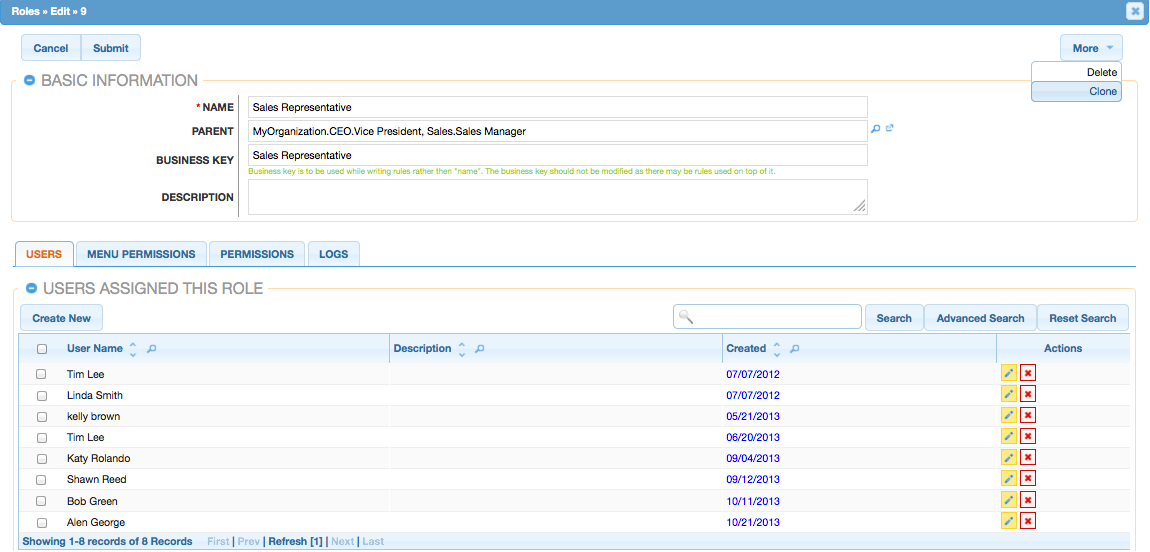 Roles » Edit » 9
Cancel Submit More
Delete
Clone
BASIC INFORMATION
* NAME Sales Representative
PARENT MyOrganization.CEO.Vice President, Sales.Sales Manager
BUSINESS KEY Sales Representative
Business key is to be used while writing rules rather then "name". The business key should not be modified as there may be rules used on top of it.
DESCRIPTION
USERS MENU PERMISSIONS PERMISSIONS LOGS
USERS ASSIGNED THIS ROLE
Create New Search Advanced Search Reset Search
User Name Description Created Actions
Tim Lee 07/07/2012
Linda Smith 07/07/2012
kelly brown 05/21/2013
Tim Lee 06/20/2013
Katy Rolando 09/04/2013
Shawn Reed 09/12/2013
Bob Green 10/11/2013
Alen George 10/21/2013
Showing 1-8 records of 8 Records First | Prev | Refresh [1] | Next | Last